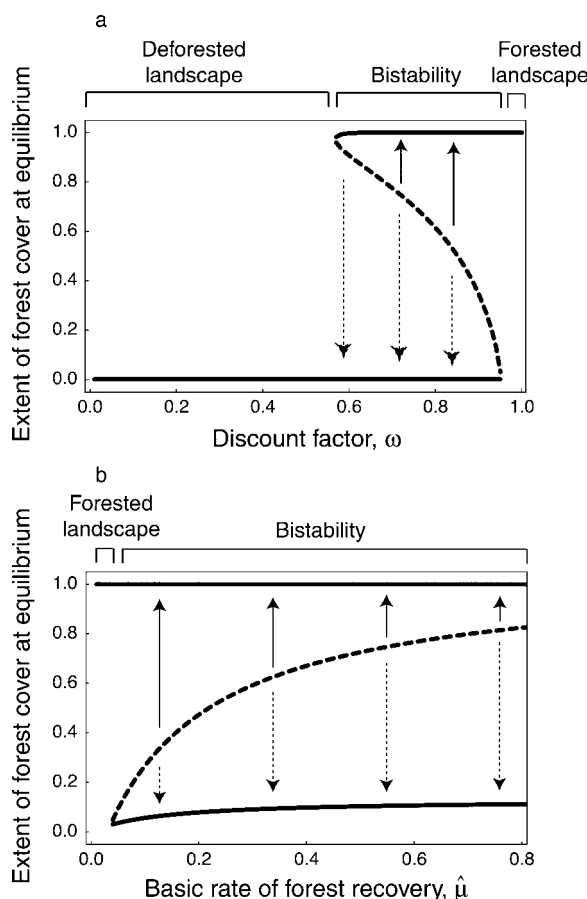 a
Deforested landscape
Bistability
Forested landscape
Extent of forest cover at equilibrium
1.0
0.8
0.6
0.4
0.2
0.0
0.0 0.2 0.4 0.6 0.8 1.0
Discount factor, ω
b
Forested landscape
Bistability
Extent of forest cover at equilibrium
1.0
0.8
0.6
0.4
0.2
0.0
0.0 0.2 0.4 0.6 0.8
Basic rate of forest recovery, μ̂